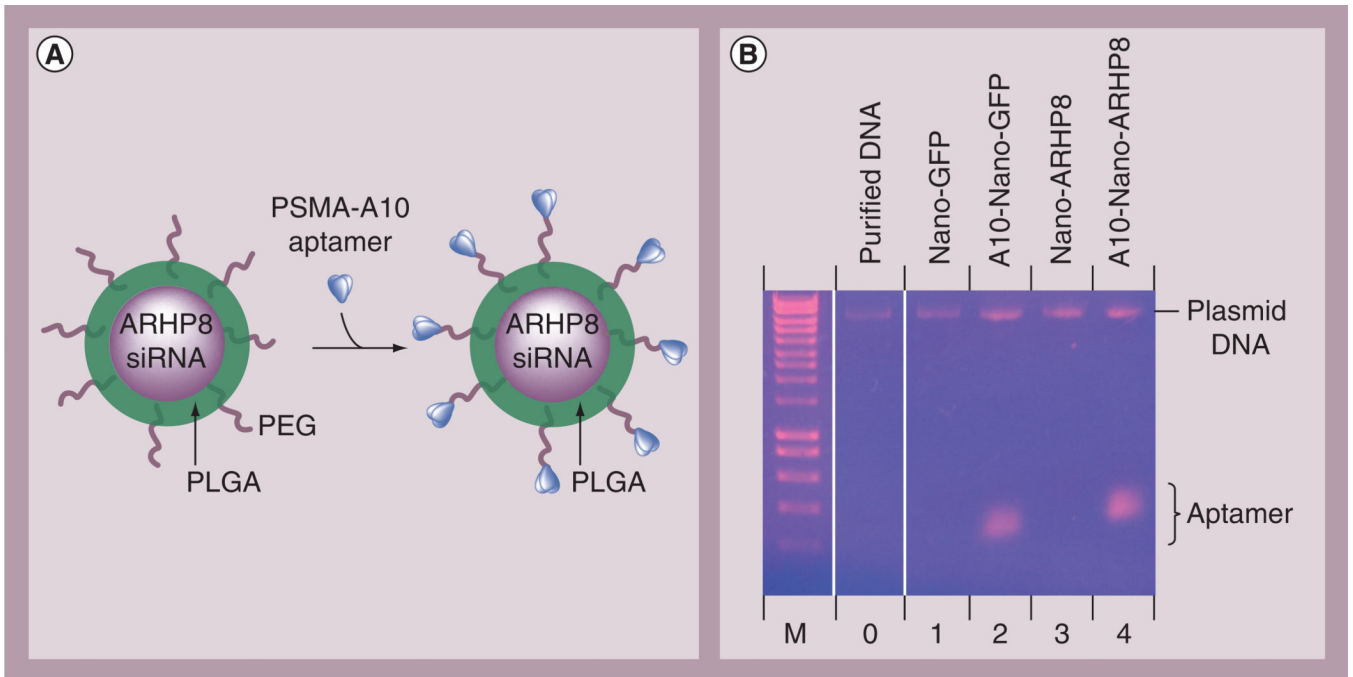 A
PSMA-A10
aptamer
ARHP8
siRNA
PEG
PLGA
ARHP8
siRNA
PLGA
B
Purified DNA
Nano-GFP
A10-Nano-GFP
Nano-ARHP8
A10-Nano-ARHP8
Plasmid
DNA
Aptamer
M 0 1 2 3 4